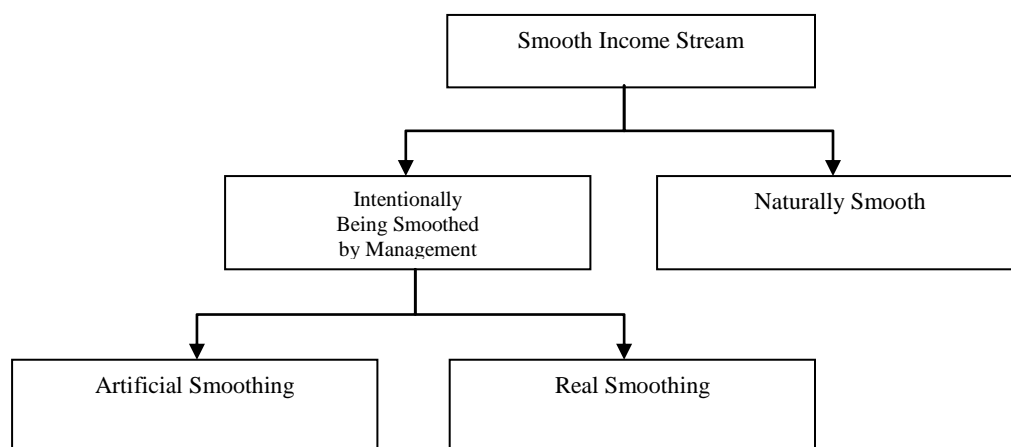 Smooth Income Stream
Intentionally
Being Smoothed
by Management
Naturally Smooth
Artificial Smoothing
Real Smoothing